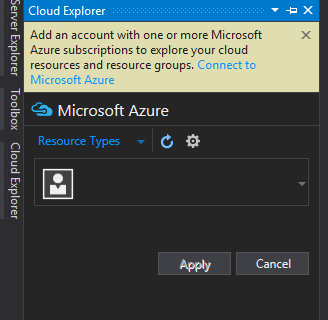 Cloud Explorer
Add an account with one or more Microsoft
Azure subscriptions to explore your cloud
resources and resource groups. Connect to
Microsoft Azure
Microsoft Azure
Resource Types
Apply
Cancel
Server Explorer
Toolbox
Cloud Explorer